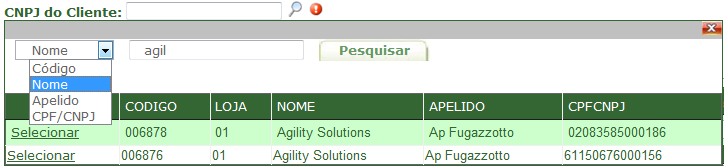 CNPJ do Cliente:
Nome agil Pesquisar
Código
Nome
Apelido
CPF/CNPJ
CODIGO LOJA NOME APELIDO CPFCNPJ
Selecionar 006878 01 Agility Solutions Ap Fugazzotto 02083585000186
Selecionar 006876 01 Agility Solutions Ap Fugazzotto 61150676000156